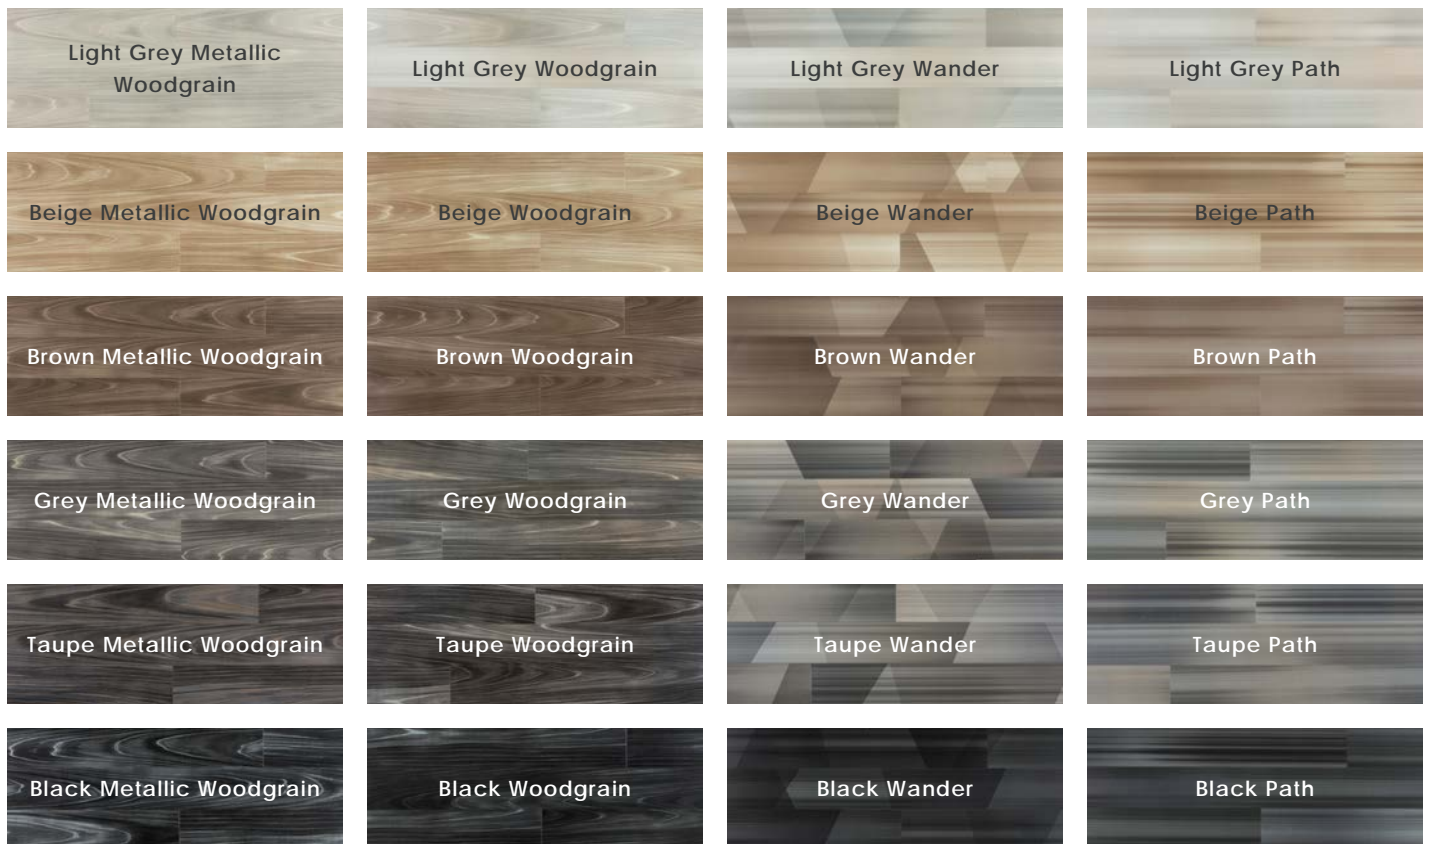 Light Grey Metallic
Woodgrain
Light Grey Woodgrain
Light Grey Wander
Light Grey Path
Beige Metallic Woodgrain
Beige Woodgrain
Beige Wander
Beige Path
Brown Metallic Woodgrain
Brown Woodgrain
Brown Wander
Brown Path
Grey Metallic Woodgrain
Grey Woodgrain
Grey Wander
Grey Path
Taupe Metallic Woodgrain
Taupe Woodgrain
Taupe Wander
Taupe Path
Black Metallic Woodgrain
Black Woodgrain
Black Wander
Black Path